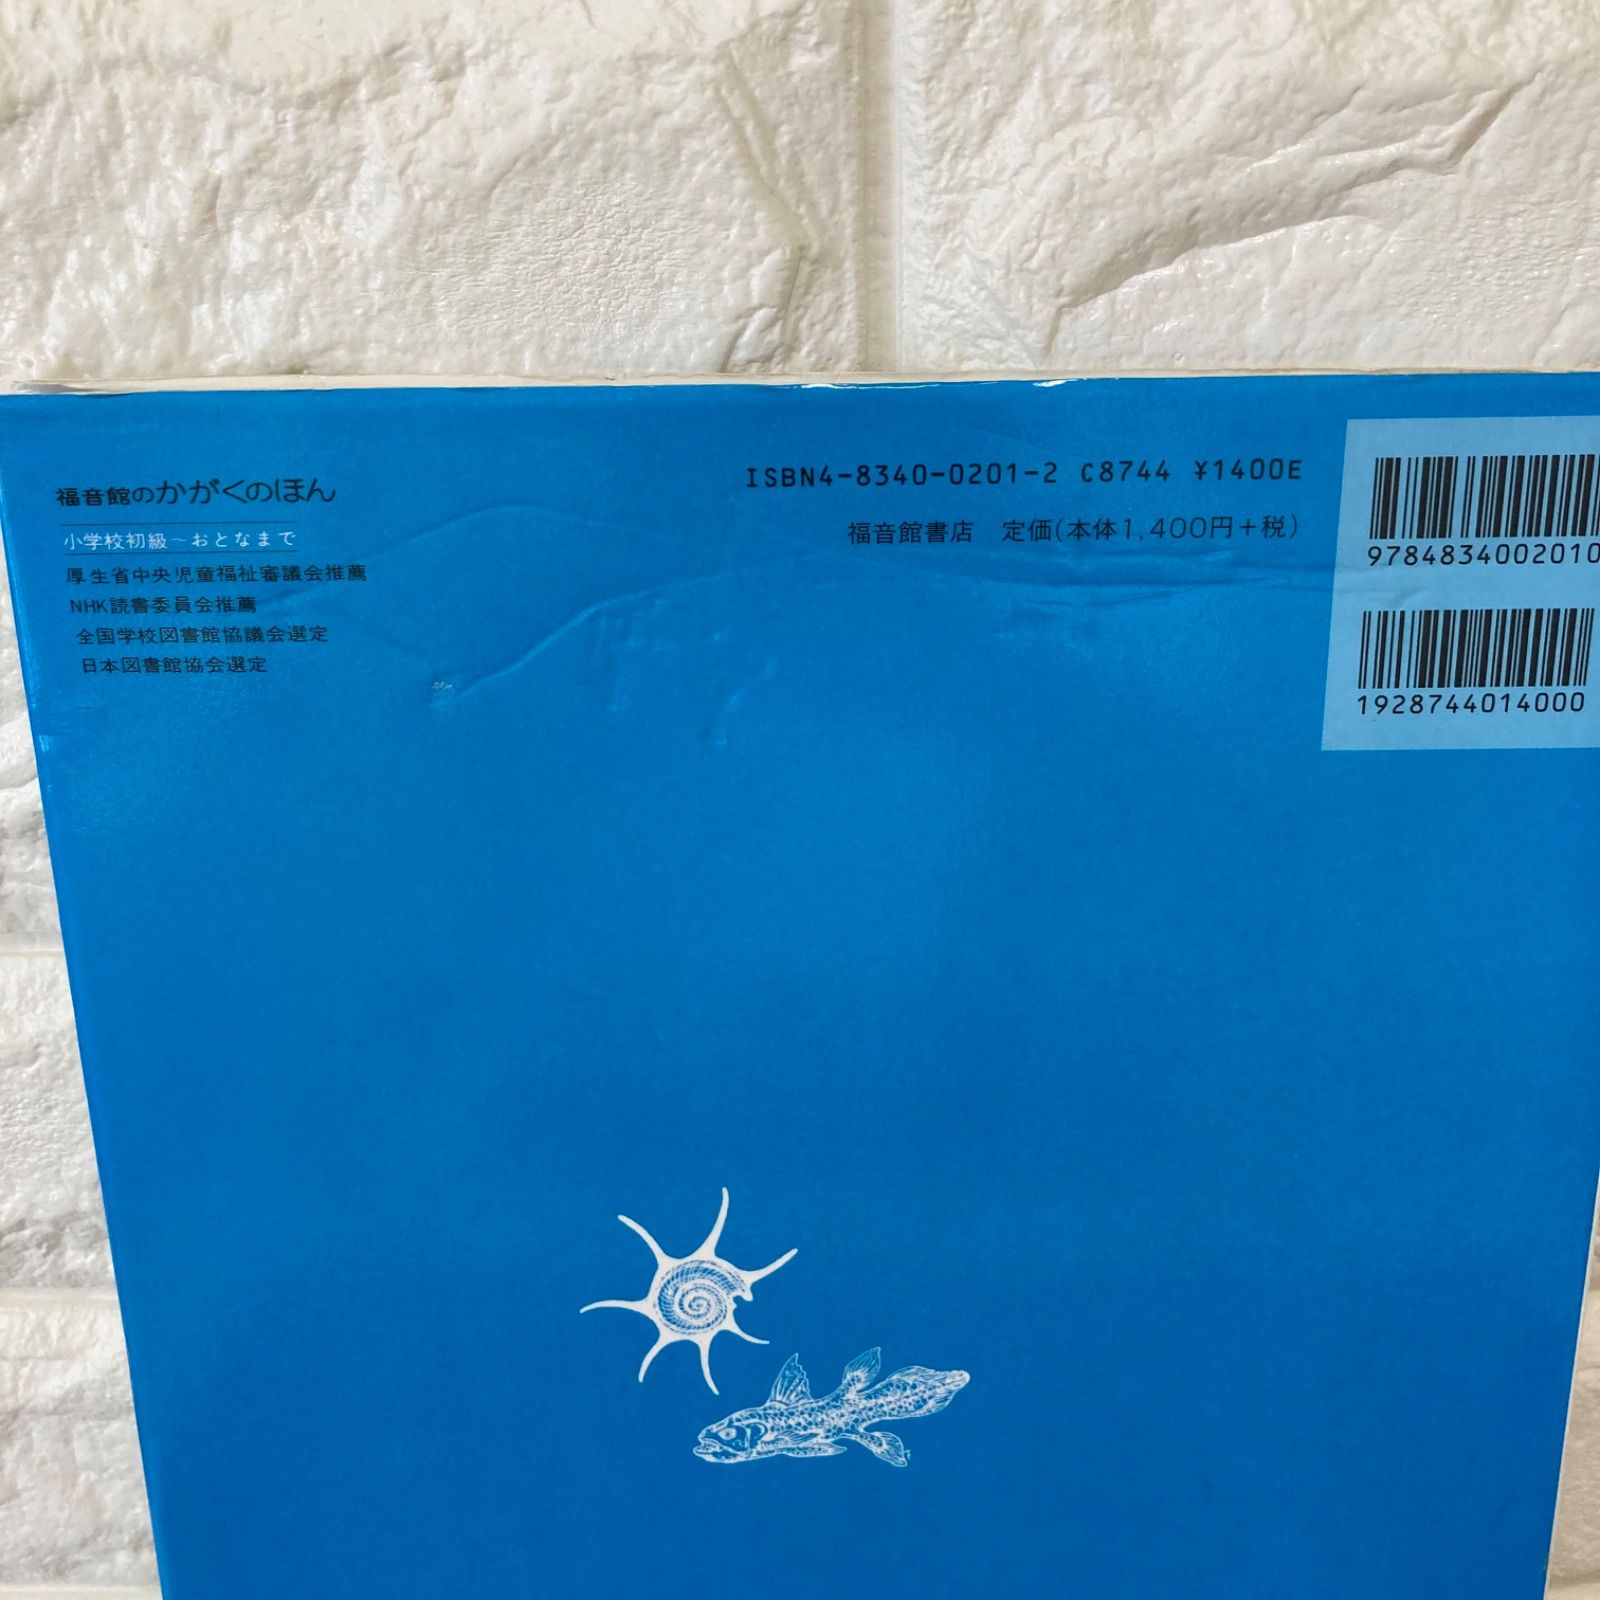 福音館のかがくのほん
小学校初級～おとなまで
厚生省中央児童福祉審議会推薦
NHK読書委員会推薦
全国学校図書館協議会選定
日本図書館協会選定
ISBN4-8340-0201-2 C8744 ¥1400E
福音館書店 定価(本体1,400円+税)
9784834002010
1928744014000